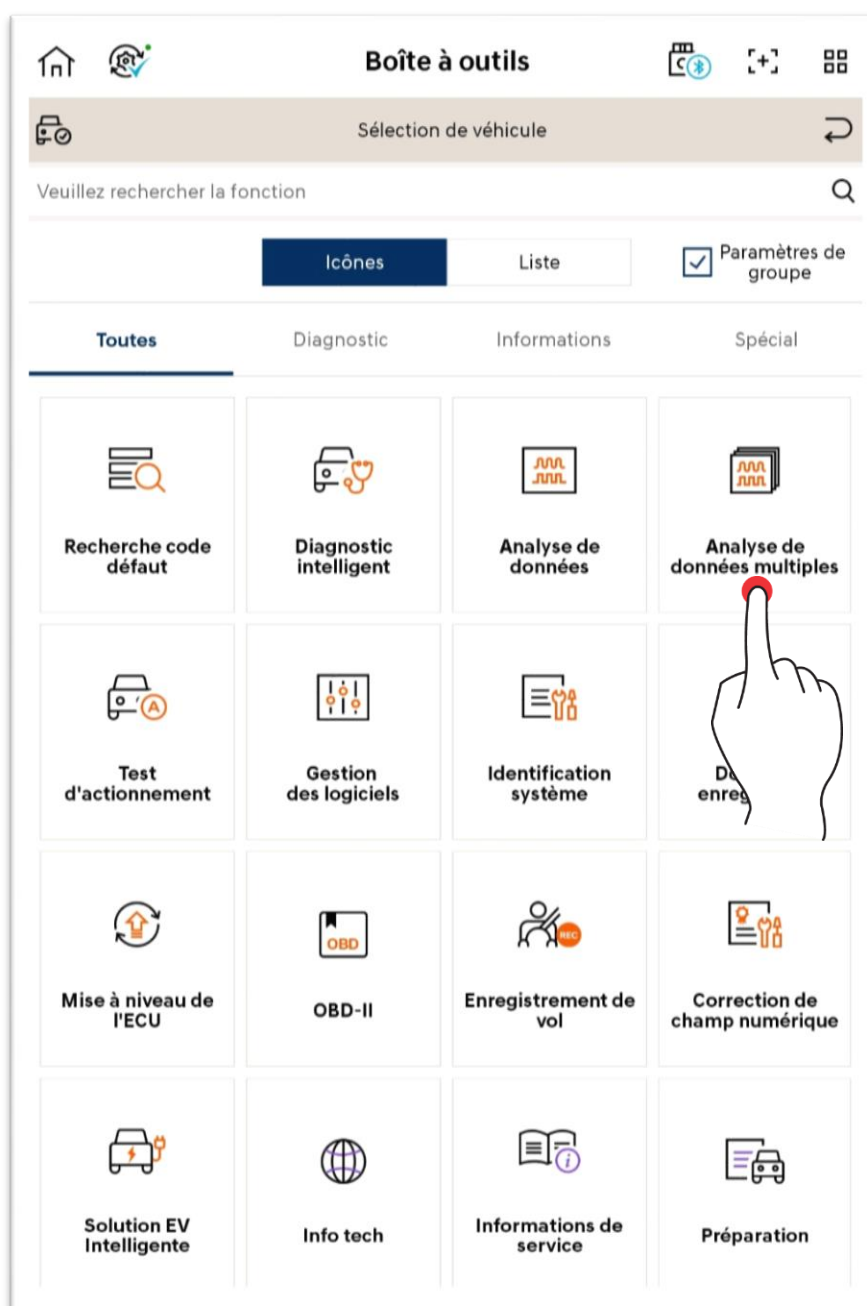 Boîte à outils
Sélection de véhicule
Veuillez rechercher la fonction
Icônes
Liste
Paramètres de
groupe
Toutes
Diagnostic
Informations
Spécial
Recherche code
défaut
Diagnostic
intelligent
Analyse de
données
Analyse de
données multiples
A
Test
d'actionnement
Gestion
des logiciels
Identification
système
Mise à niveau de
l'ECU
OBD
OBD-II
REC
Enregistrement de
vol
Correction de
champ numérique
Solution EV
Intelligente
Info tech
Informations de
service
Préparation